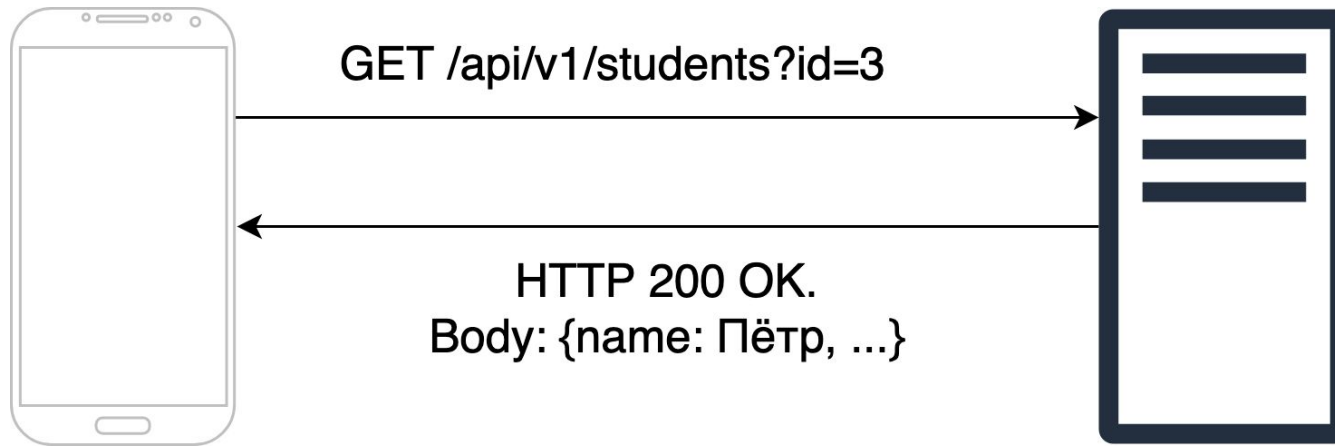 GET /api/v1/students?id=3
HTTP 200 OK.
Body: {name: Пётр, ...}